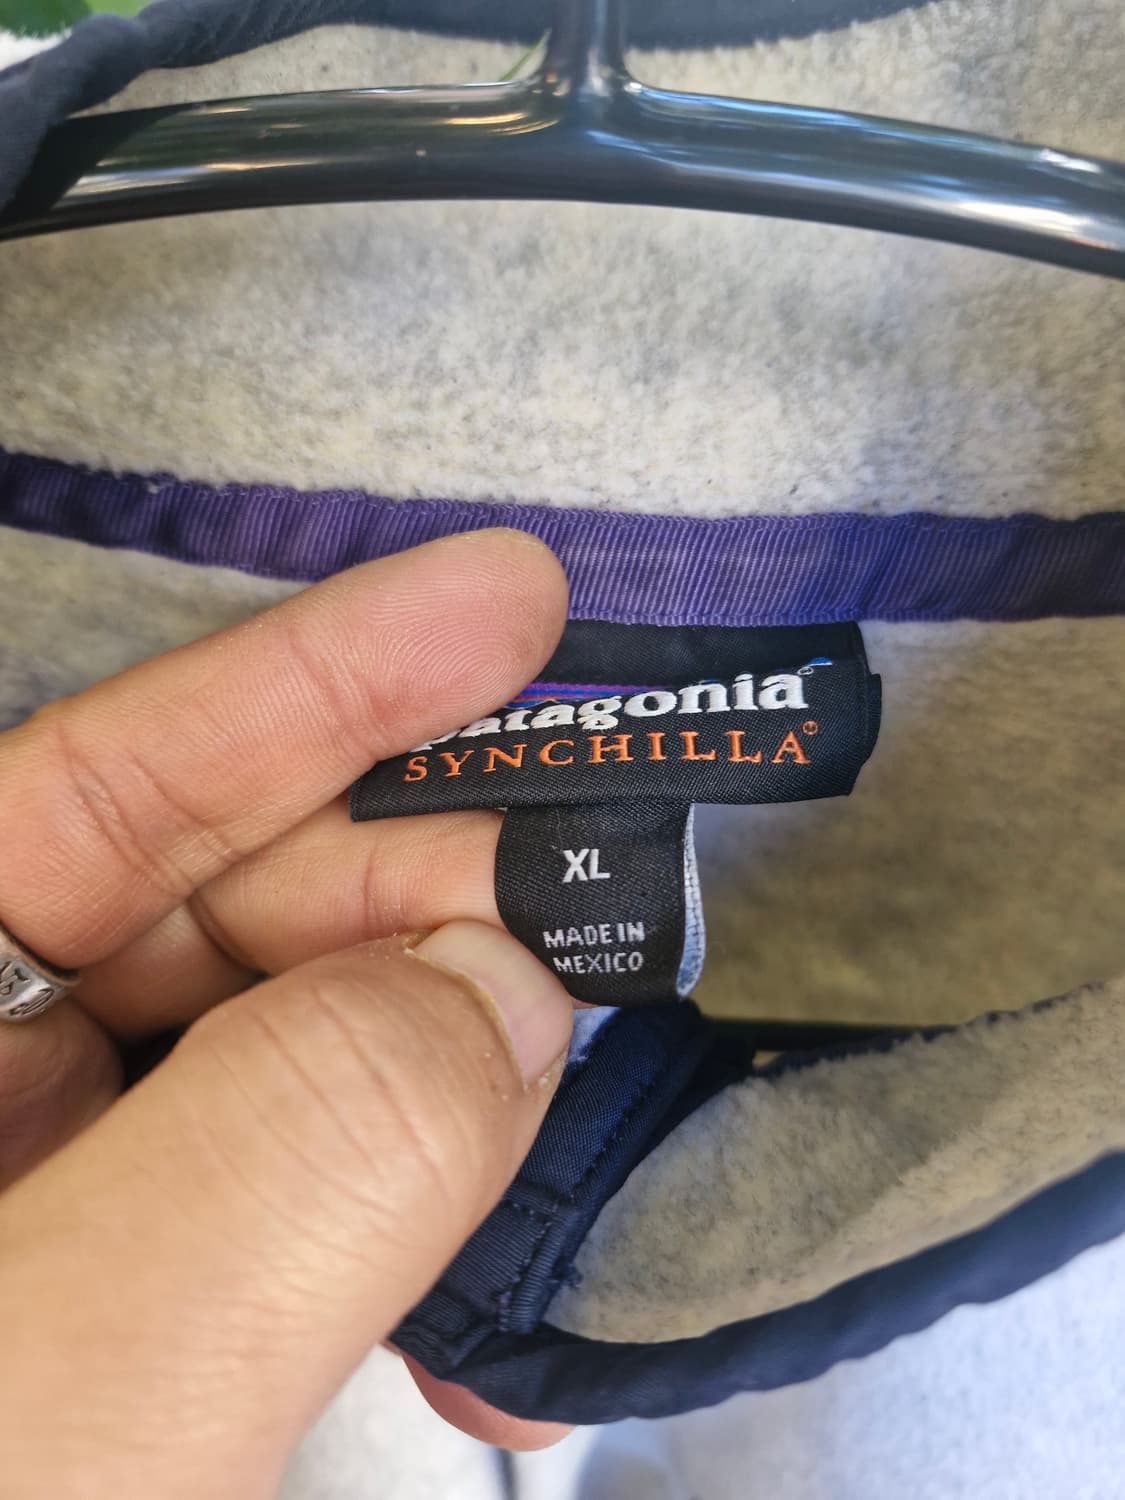 patagonia®
SYNCHILLA®
XL
MADE IN
MEXICO